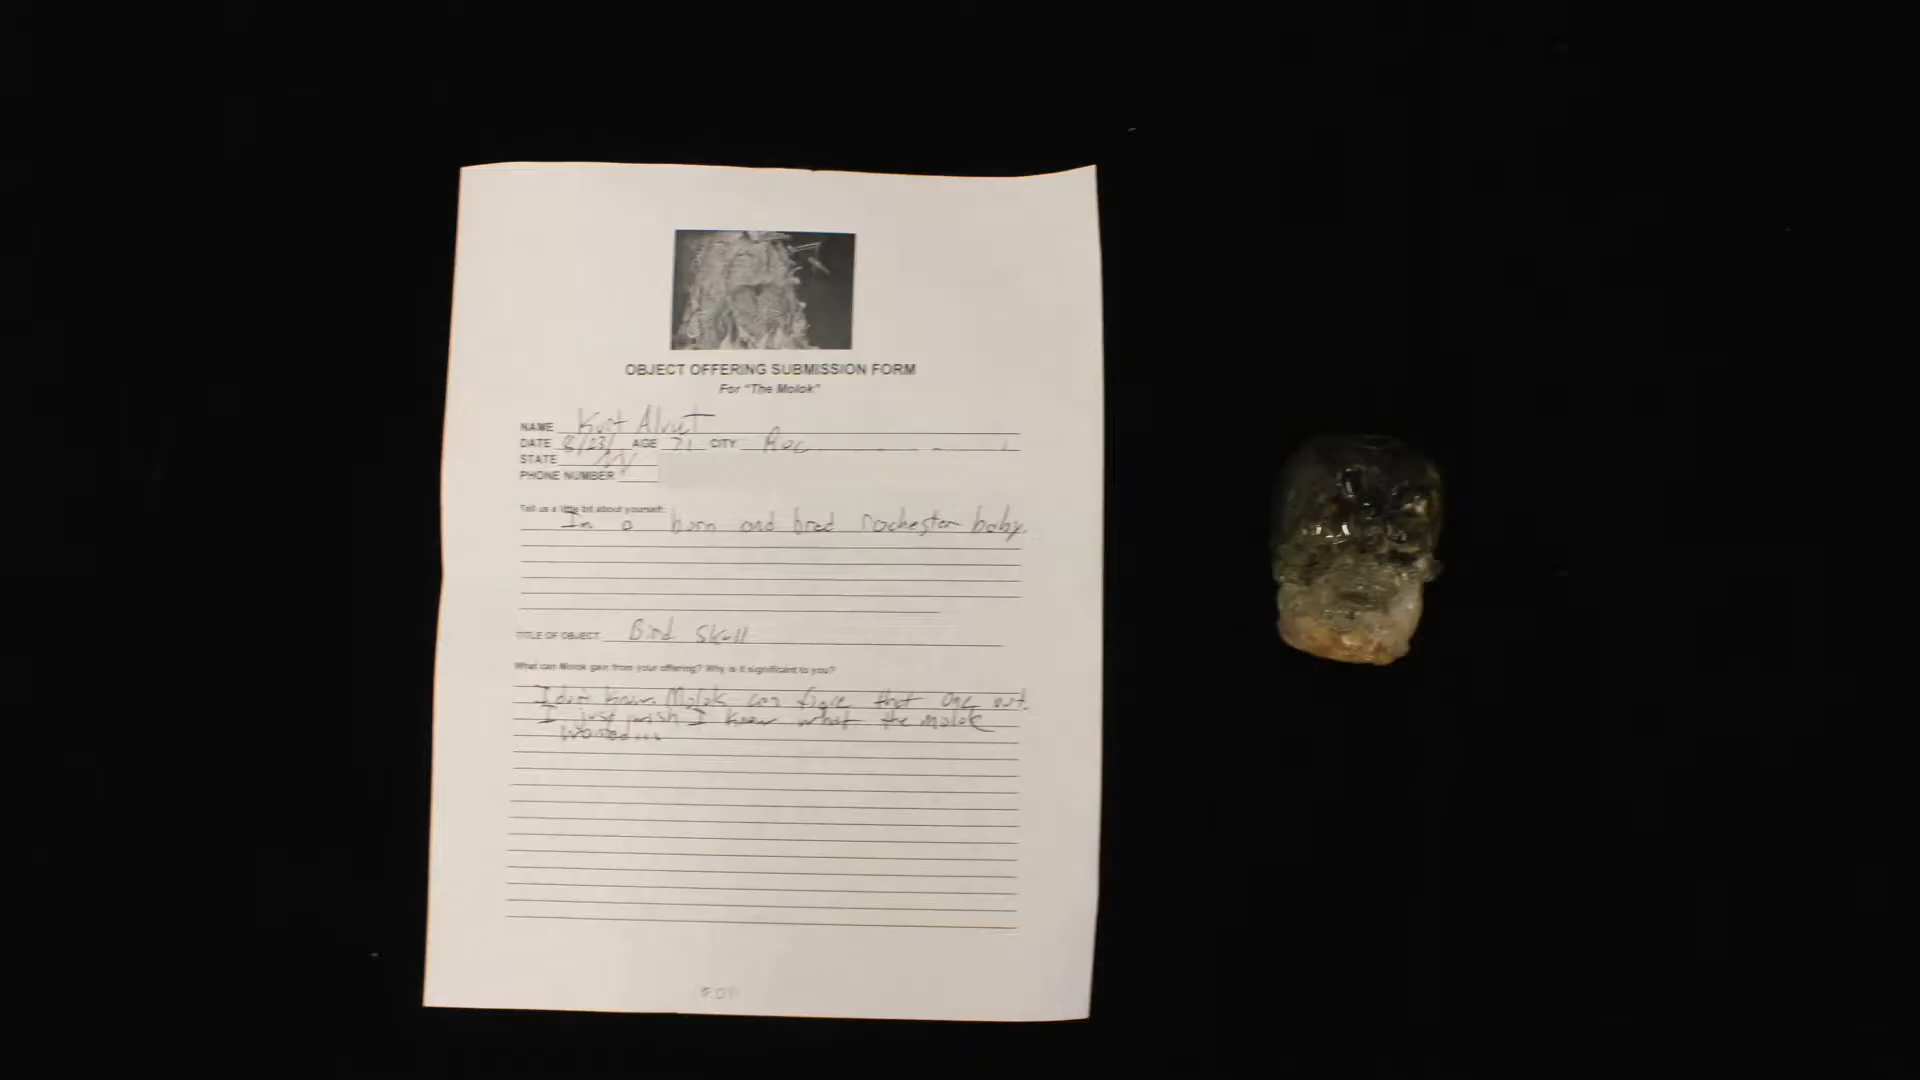 OBJECT OFFERING SUBMISSION FORM
For "The Molok"
NAME Kurt
DATE 8/23/ AGE 21 CITY Roc
STATE NY
PHONE NUMBER
Tell us a little bit about yourself:
Im a born and bred rochester baby.
TITLE OF OBJECT Bird Skull
What can Molok gain from your offering? Why is it significant to you?
I don't know. Molok can figure that one out.
I just wish I knew what the molok
wanted...